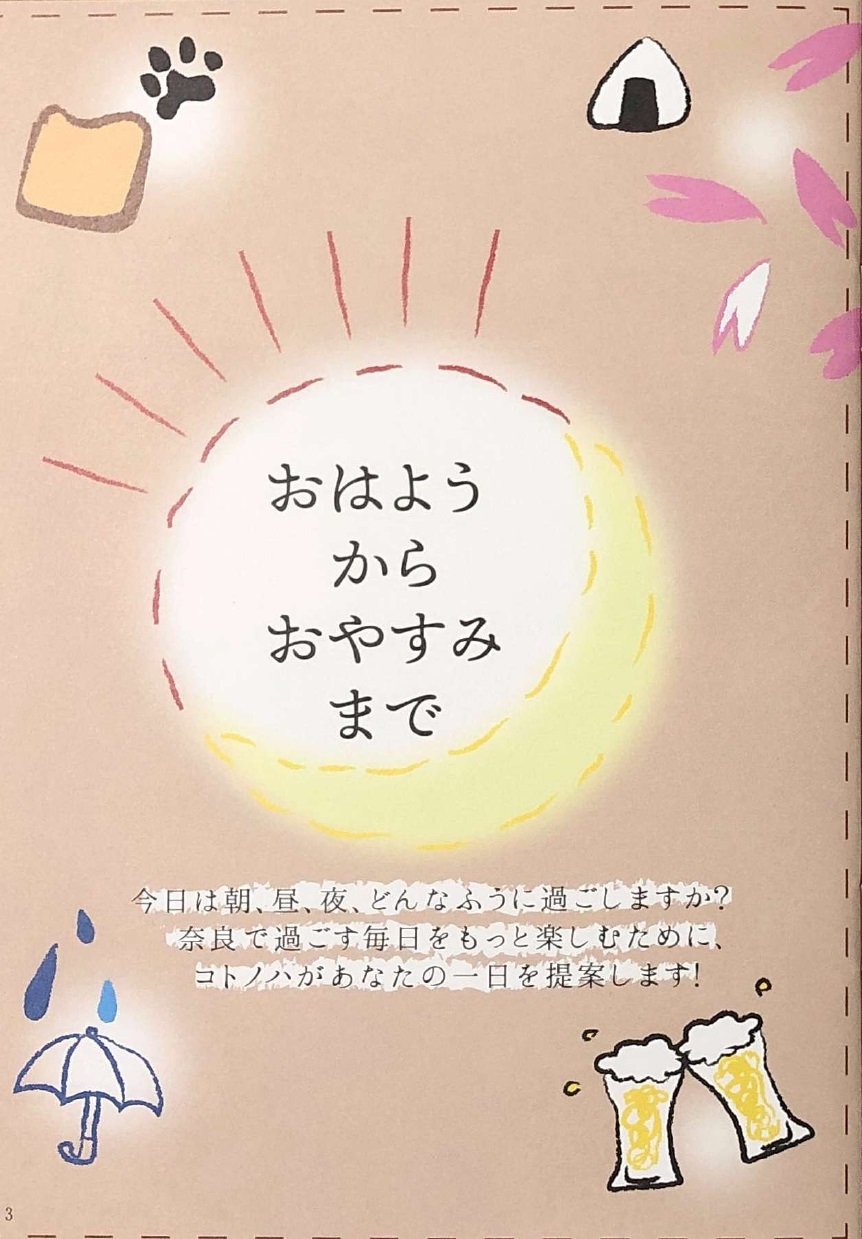 おはよう
から
おやすみ
まで
今日は朝、昼、夜、どんなふうに過ごしますか?
奈良で過ごす毎日をもっと楽しむために、
コトノハがあなたの一日を提案します!
3